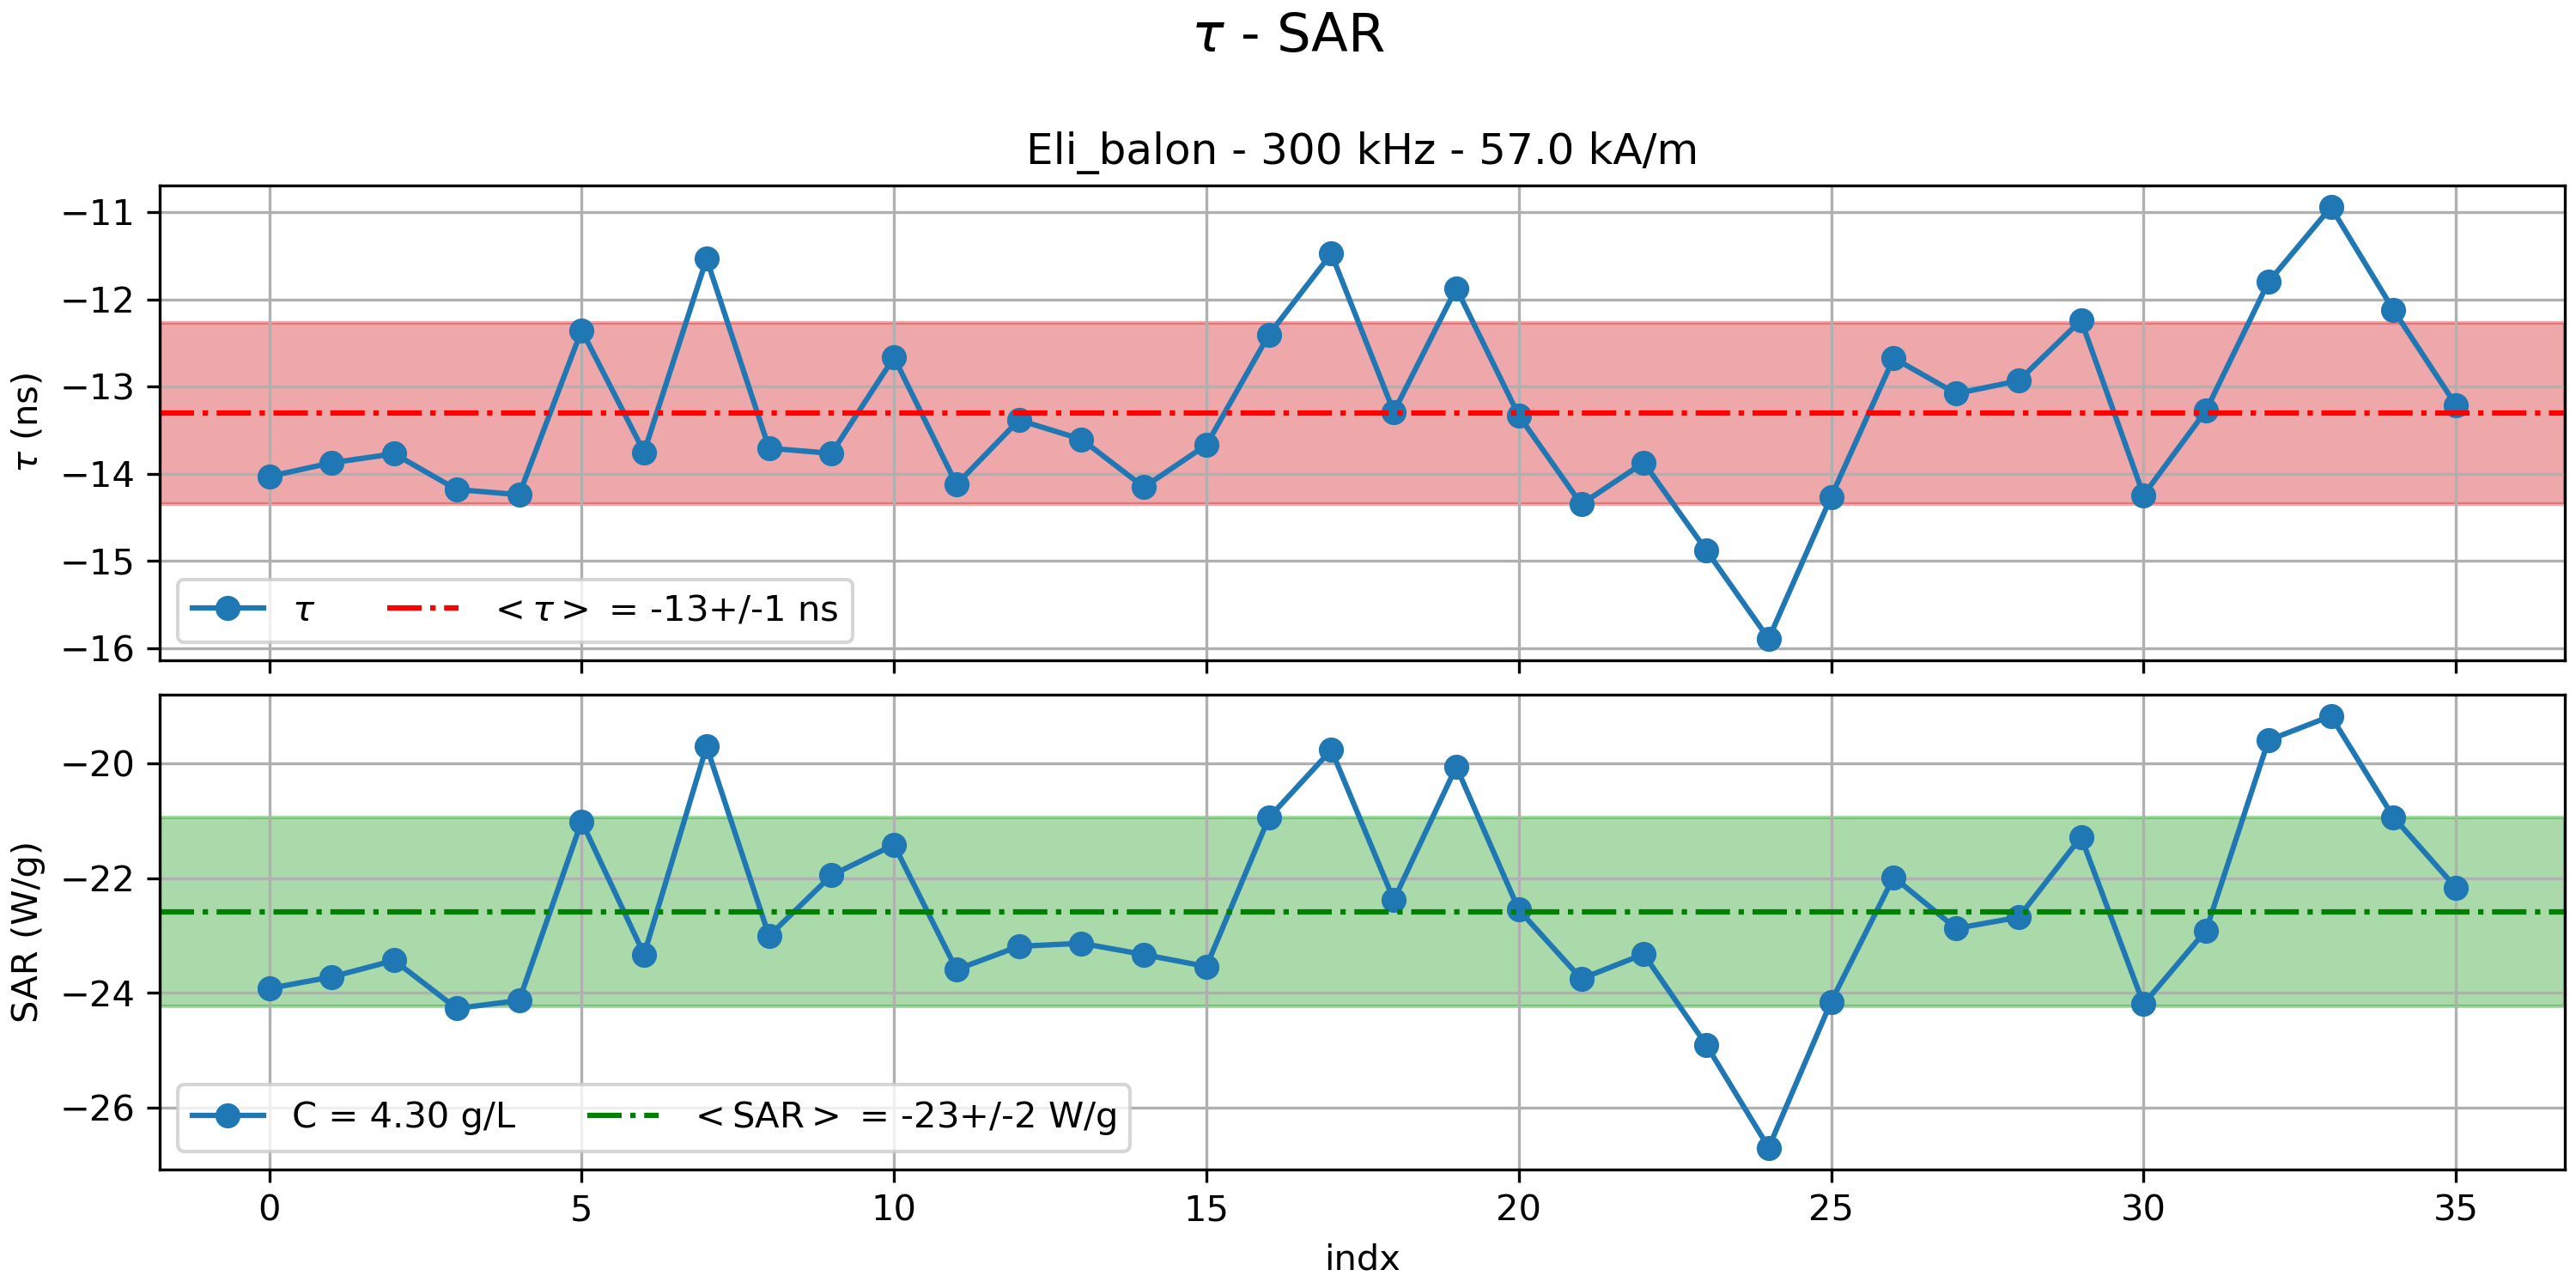 τ - SAR
Eli_balon - 300 kHz - 57.0 kA/m
−11
−12
−13
−14
−15
−16
τ (ns)
τ <τ> = -13+/-1 ns
−20
−22
−24
−26
SAR (W/g)
C = 4.30 g/L <SAR> = -23+/-2 W/g
0 5 10 15 20 25 30 35
indx